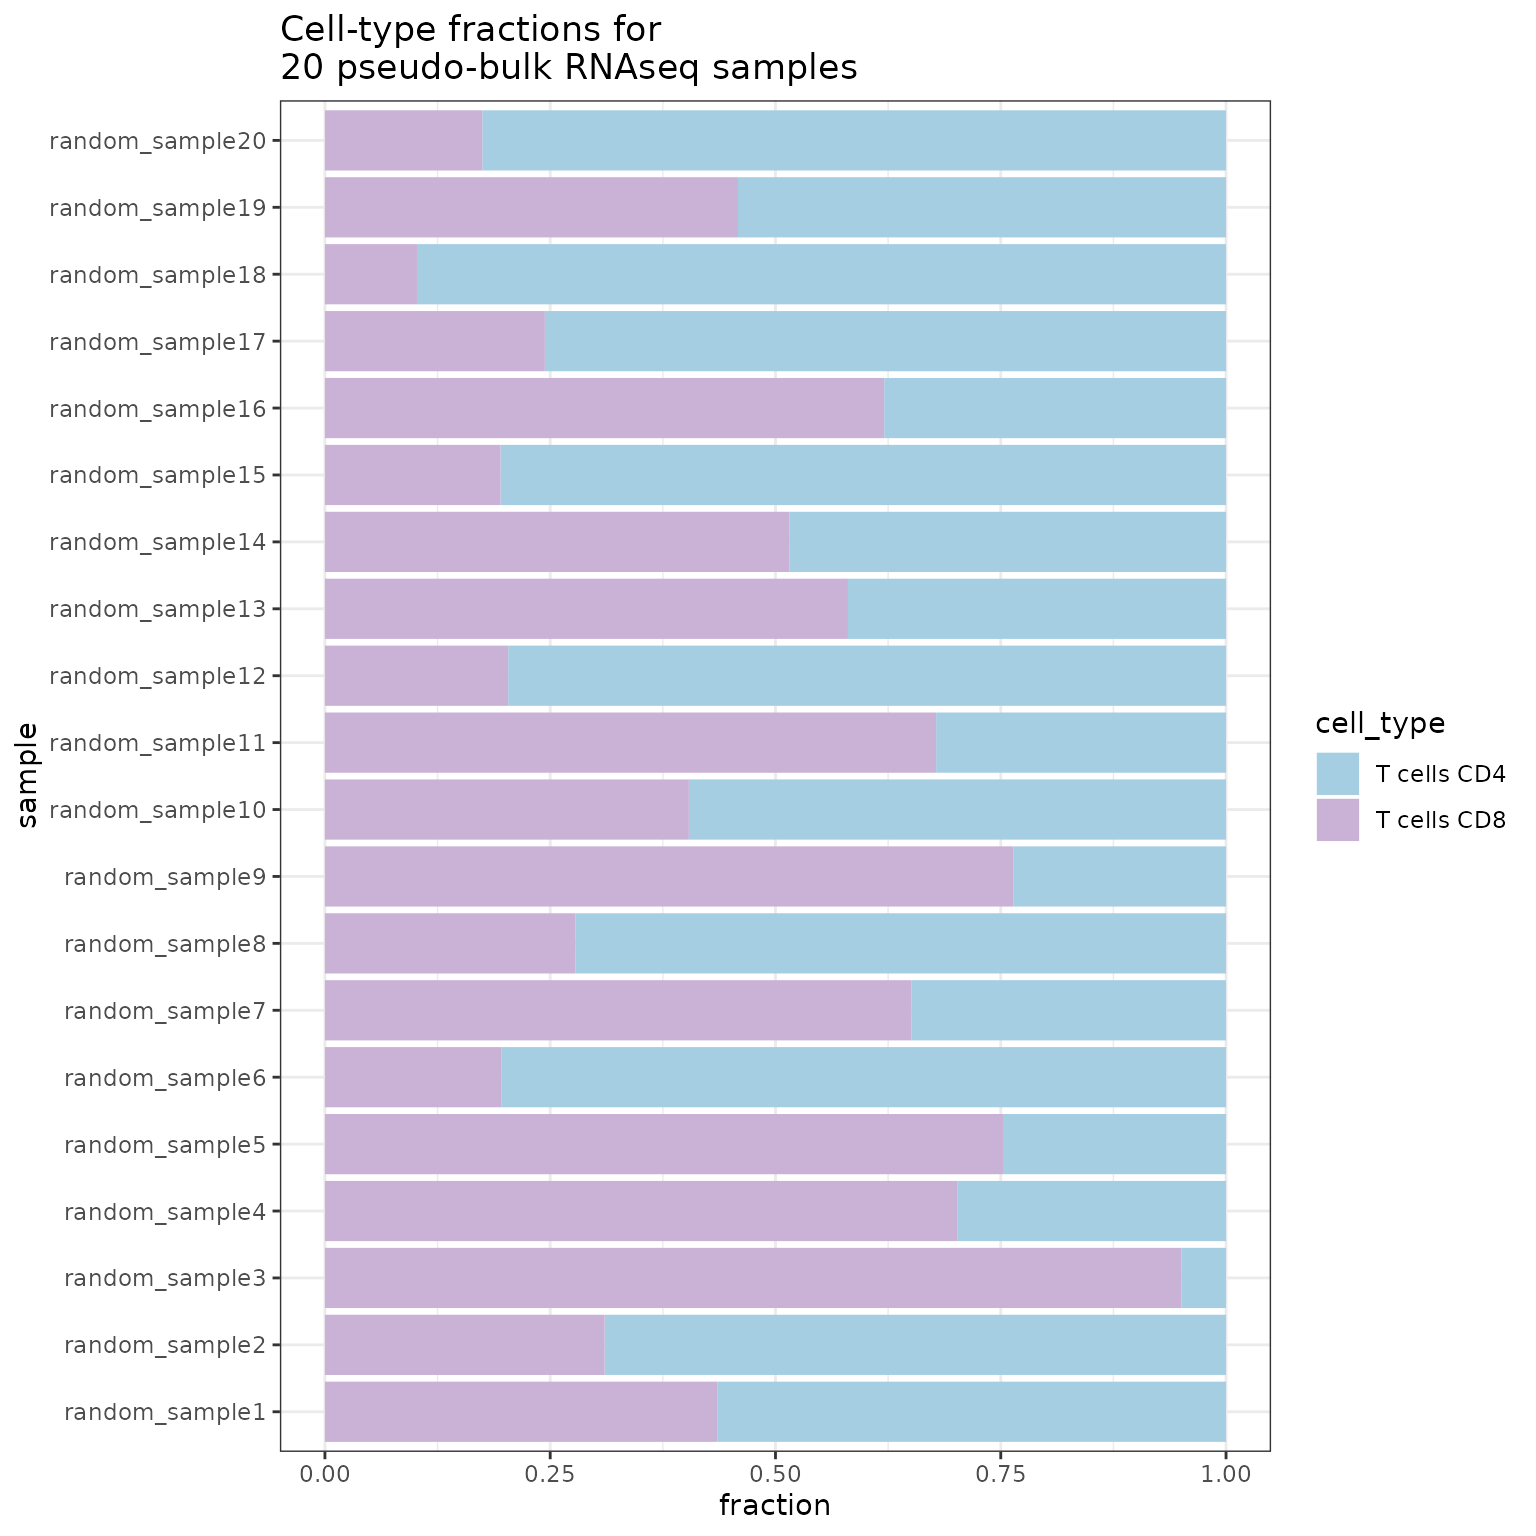 Cell-type fractions for
20 pseudo-bulk RNAseq samples
random_sample20
random_sample19
random_sample18
random_sample17
random_sample16
random_sample15
random_sample14
random_sample13
random_sample12
random_sample11
random_sample10
random_sample9
random_sample8
random_sample7
random_sample6
random_sample5
random_sample4
random_sample3
random_sample2
random_sample1
sample
0.00 0.25 0.50 0.75 1.00
fraction
cell_type
T cells CD4
T cells CD8